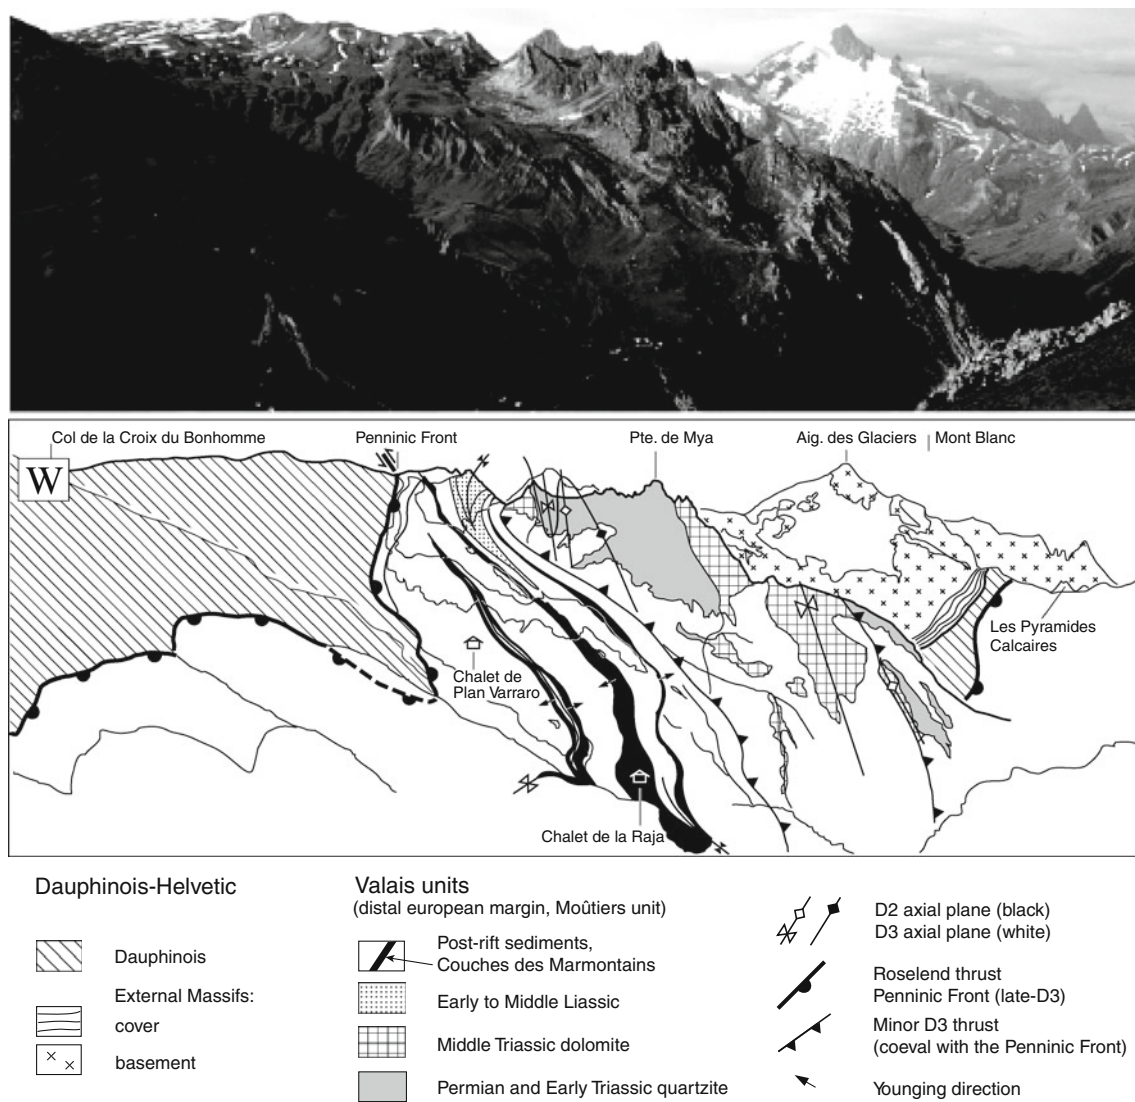 Col de la Croix du Bonhomme
Penninic Front
Pte. de Mya
Aig. des Glaciers
Mont Blanc
W
Les Pyramides
Calcaires
Chalet de
Plan Varraro
Chalet de la Raja
Dauphinois-Helvetic
Dauphinois
External Massifs:
cover
basement
Valais units
(distal european margin, Moûtiers unit)
Post-rift sediments,
Couches des Marmontains
Early to Middle Liassic
Middle Triassic dolomite
Permian and Early Triassic quartzite
D2 axial plane (black)
D3 axial plane (white)
Roselend thrust
Penninic Front (late-D3)
Minor D3 thrust
(coeval with the Penninic Front)
Younging direction